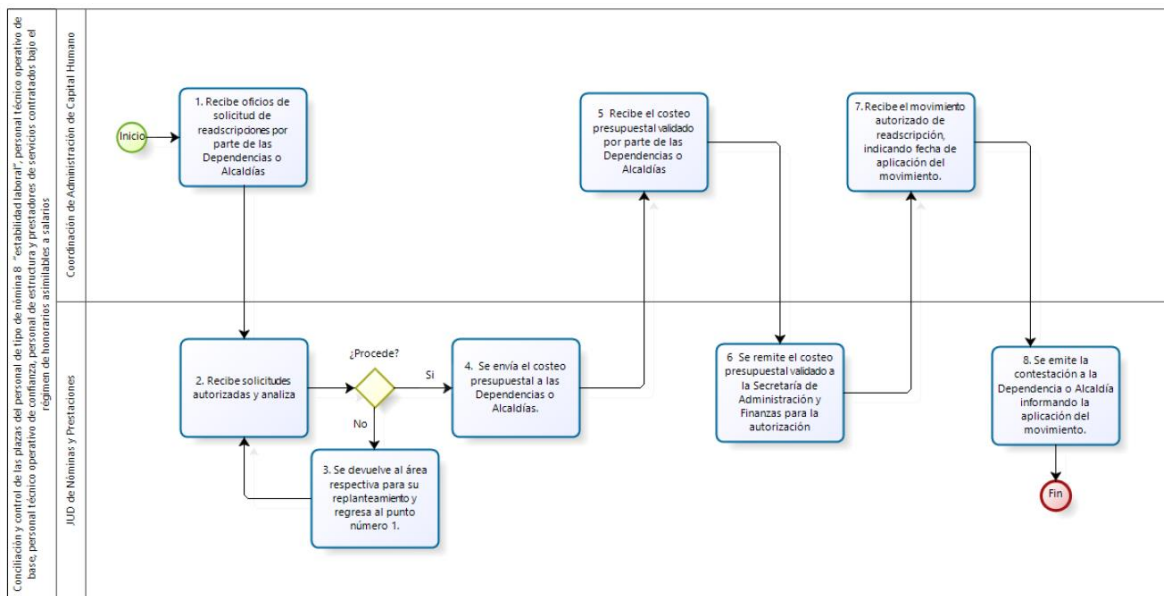 Conciliación y control de las plazas del personal de tipo de nómina 8 "estabilidad laboral", personal técnico operativo de
base, personal técnico operativo de confianza, personal de estructura y prestadores de servicios contratados bajo el
régimen de honorarios asimilables a salarios
Coordinación de Administración de Capital Humano
Inicio
1. Recibe oficios de
solicitud de
readscripciones por
parte de las
Dependencias o
Alcaldías
5 Recibe el costeo
presupuestal validado
por parte de las
Dependencias o
Alcaldías
7. Recibe el movimiento
autorizado de
readscripción,
indicando fecha de
aplicación del
movimiento.
JUD de Nóminas y Prestaciones
2. Recibe solicitudes
autorizadas y analiza
¿Procede?
Si
No
3. Se devuelve al área
respectiva para su
replanteamiento y
regresa al punto
número 1.
4. Se envía el costeo
presupuestal a las
Dependencias o
Alcaldías.
6 Se remite el costeo
presupuestal validado a
la Secretaría de
Administración y
Finanzas para la
autorización
8. Se emite la
contestación a la
Dependencia o Alcaldía
informando la
aplicación del
movimiento.
Fin